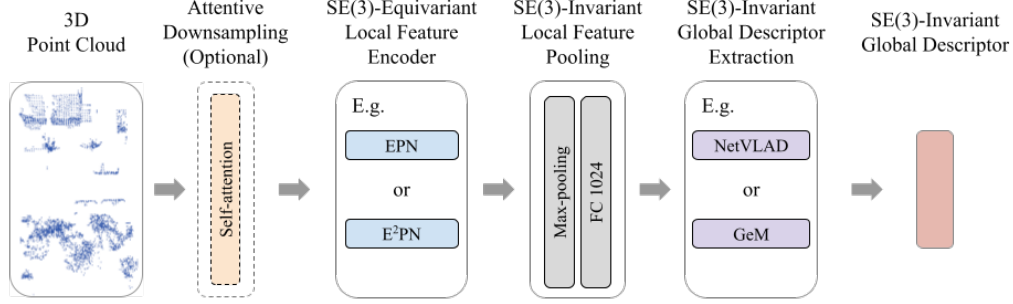 3D
Point Cloud
Attentive
Downsampling
(Optional)
SE(3)-Equivariant
Local Feature
Encoder
SE(3)-Invariant
Local Feature
Pooling
SE(3)-Invariant
Global Descriptor
Extraction
SE(3)-Invariant
Global Descriptor
Self-attention
E.g.
EPN
or
E²PN
Max-pooling
FC 1024
E.g.
NetVLAD
or
GeM